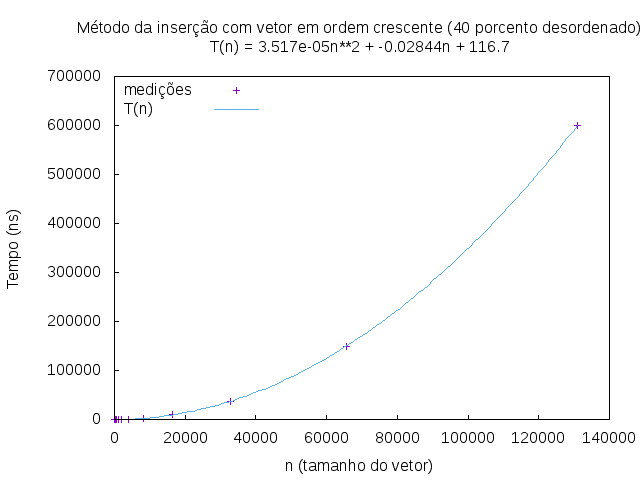 Método da inserção com vetor em ordem crescente (40 porcento desordenado)
T(n) = 3.517e-05n**2 + -0.02844n + 116.7
medições
T(n)
700000
600000
500000
400000
300000
200000
100000
0
Tempo (ns)
0 20000 40000 60000 80000 100000 120000 140000
n (tamanho do vetor)